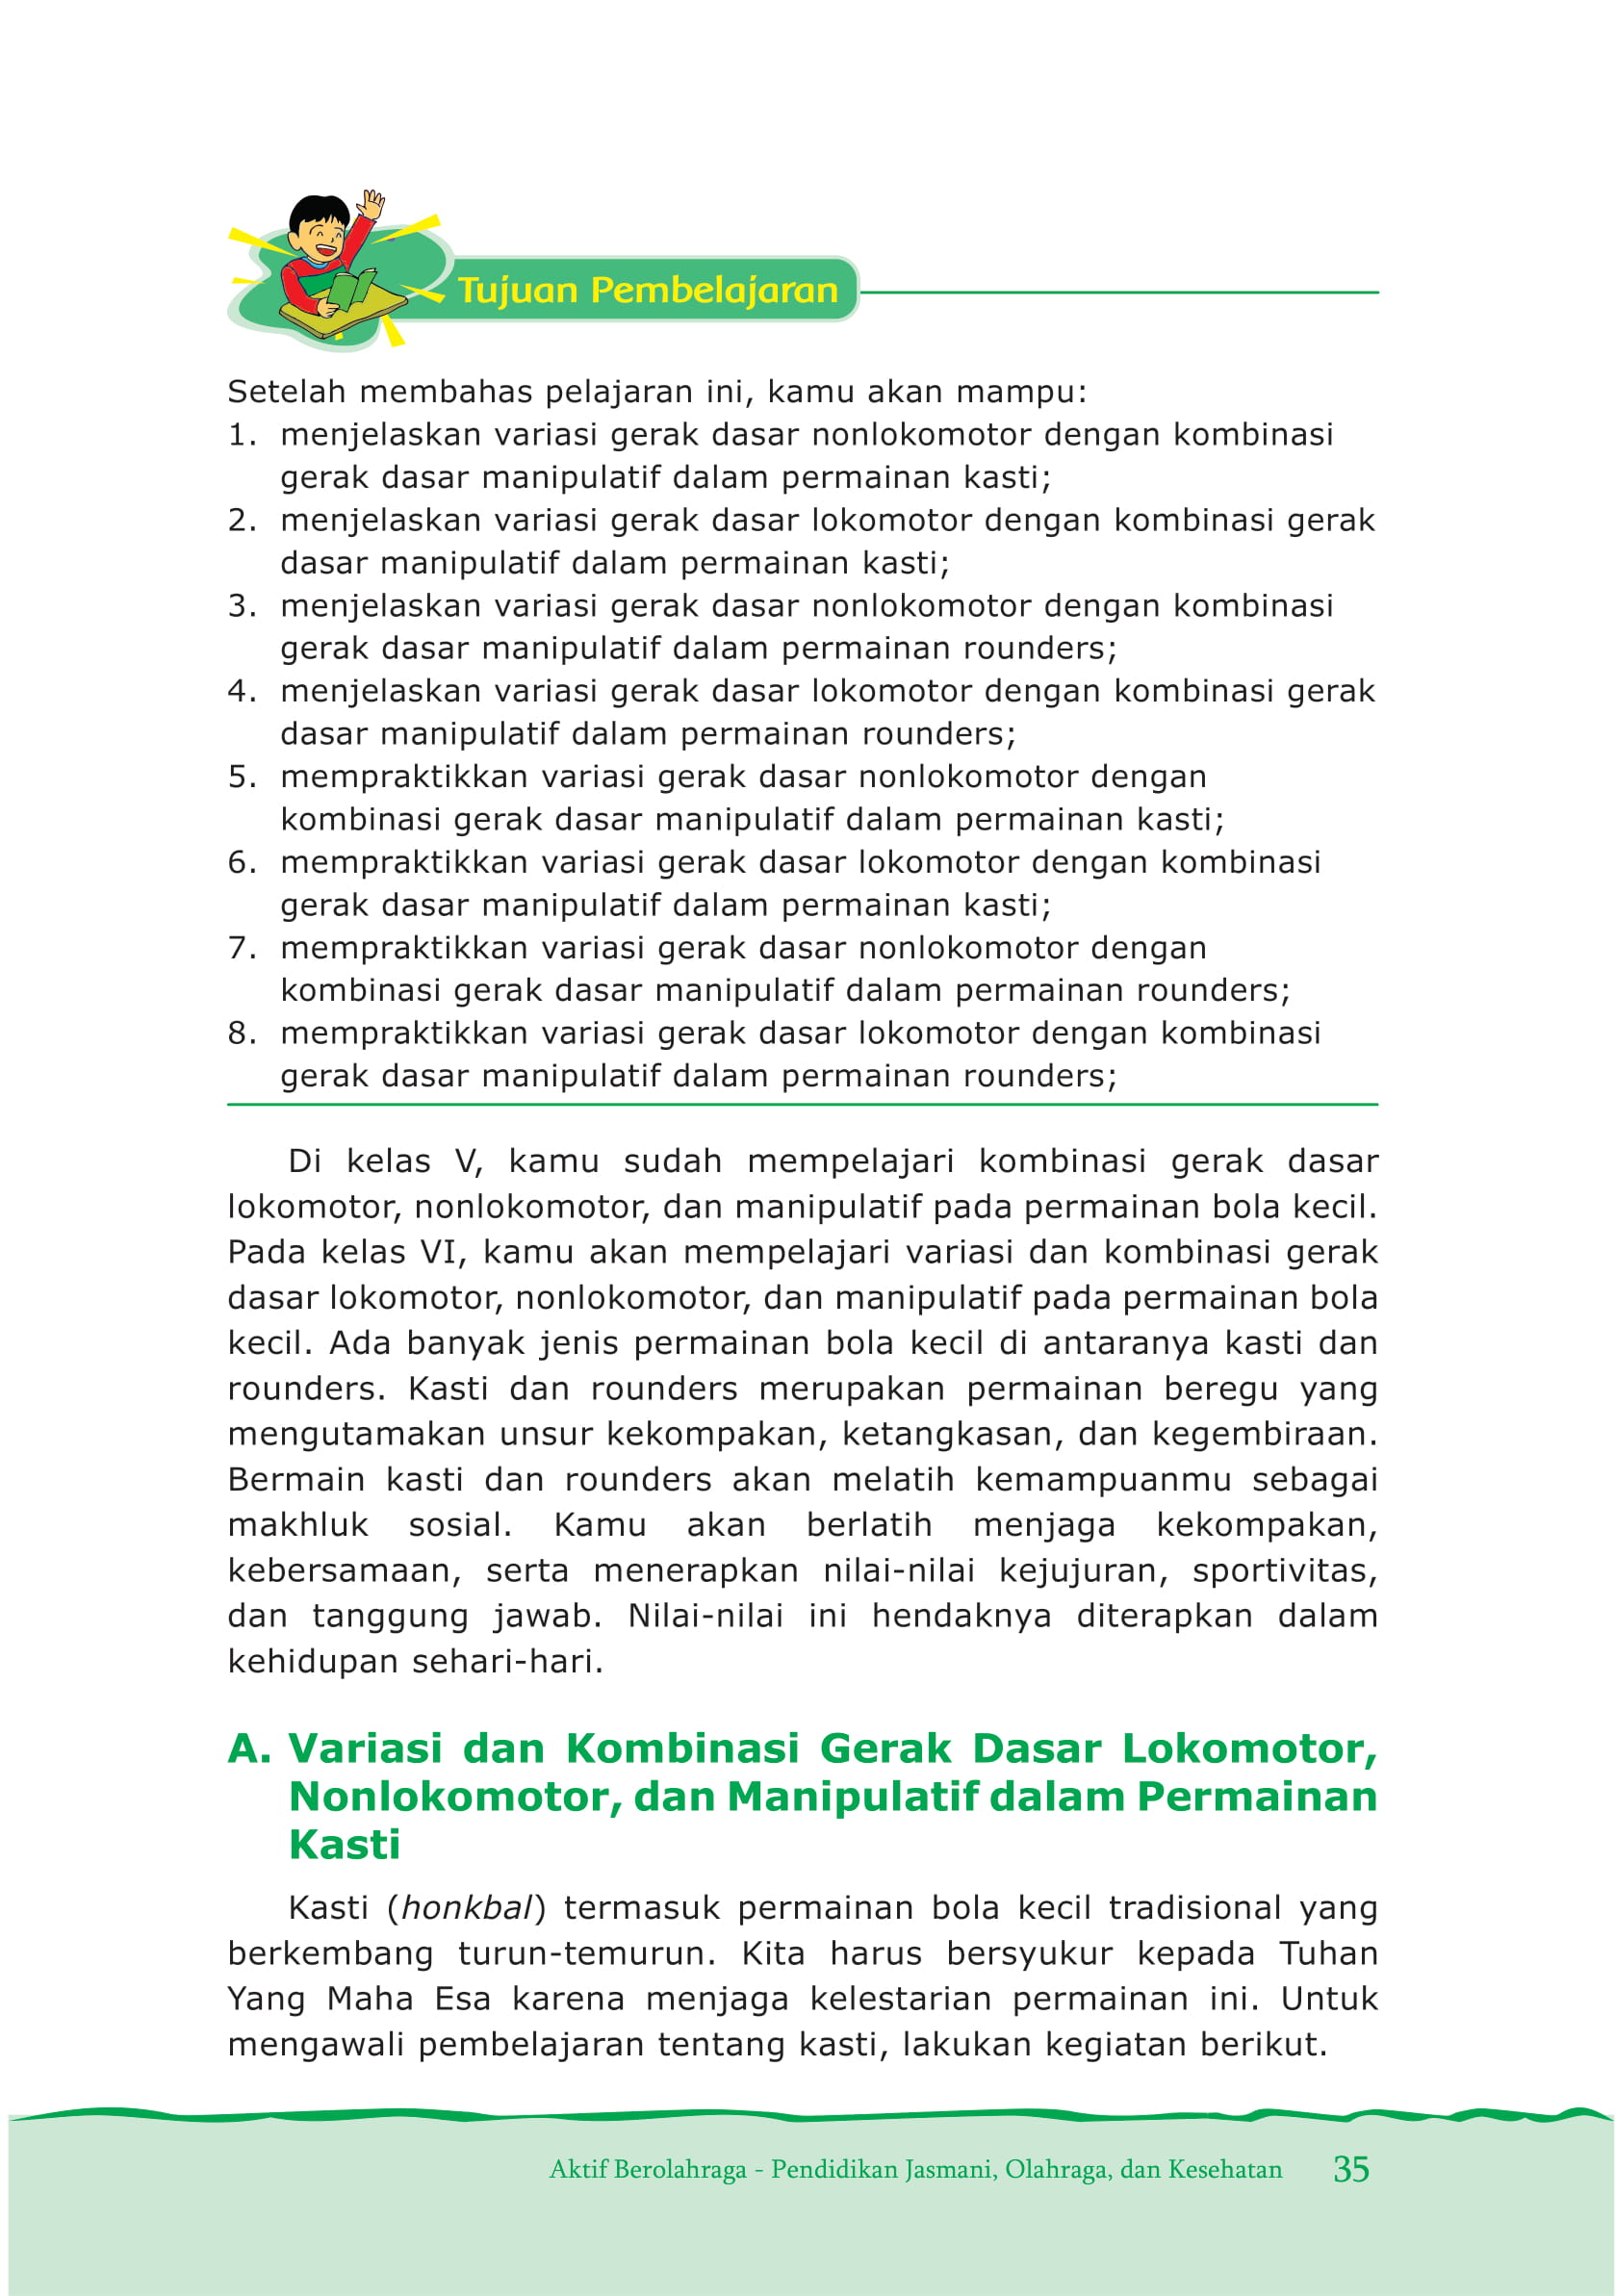 Tujuan Pembelajaran
Setelah membahas pelajaran ini, kamu akan mampu:
1. menjelaskan variasi gerak dasar nonlokomotor dengan kombinasi
gerak dasar manipulatif dalam permainan kasti;
2. menjelaskan variasi gerak dasar lokomotor dengan kombinasi gerak
dasar manipulatif dalam permainan kasti;
3. menjelaskan variasi gerak dasar nonlokomotor dengan kombinasi
gerak dasar manipulatif dalam permainan rounders;
4. menjelaskan variasi gerak dasar lokomotor dengan kombinasi gerak
dasar manipulatif dalam permainan rounders;
5. mempraktikkan variasi gerak dasar nonlokomotor dengan
kombinasi gerak dasar manipulatif dalam permainan kasti;
6. mempraktikkan variasi gerak dasar lokomotor dengan kombinasi
gerak dasar manipulatif dalam permainan kasti;
7. mempraktikkan variasi gerak dasar nonlokomotor dengan
kombinasi gerak dasar manipulatif dalam permainan rounders;
8. mempraktikkan variasi gerak dasar lokomotor dengan kombinasi
gerak dasar manipulatif dalam permainan rounders;
Di kelas V, kamu sudah mempelajari kombinasi gerak dasar
lokomotor, nonlokomotor, dan manipulatif pada permainan bola kecil.
Pada kelas VI, kamu akan mempelajari variasi dan kombinasi gerak
dasar lokomotor, nonlokomotor, dan manipulatif pada permainan bola
kecil. Ada banyak jenis permainan bola kecil di antaranya kasti dan
rounders. Kasti dan rounders merupakan permainan beregu yang
mengutamakan unsur kekompakan, ketangkasan, dan kegembiraan.
Bermain kasti dan rounders akan melatih kemampuanmu sebagai
makhluk sosial. Kamu akan berlatih menjaga kekompakan,
kebersamaan, serta menerapkan nilai-nilai kejujuran, sportivitas,
dan tanggung jawab. Nilai-nilai ini hendaknya diterapkan dalam
kehidupan sehari-hari.
A. Variasi dan Kombinasi Gerak Dasar Lokomotor,
Nonlokomotor, dan Manipulatif dalam Permainan
Kasti
Kasti (honkbal) termasuk permainan bola kecil tradisional yang
berkembang turun-temurun. Kita harus bersyukur kepada Tuhan
Yang Maha Esa karena menjaga kelestarian permainan ini. Untuk
mengawali pembelajaran tentang kasti, lakukan kegiatan berikut.
Aktif Berolahraga - Pendidikan Jasmani, Olahraga, dan Kesehatan 35